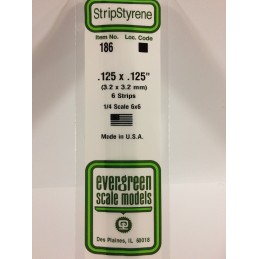 StripStyrene
Item No. Loc. Code
186
.125 x .125"
(3.2 x 3.2 mm)
6 Strips
1/4 Scale 6x6
Made in U.S.A.
evergreen
scale models
Des Plaines, IL 60018